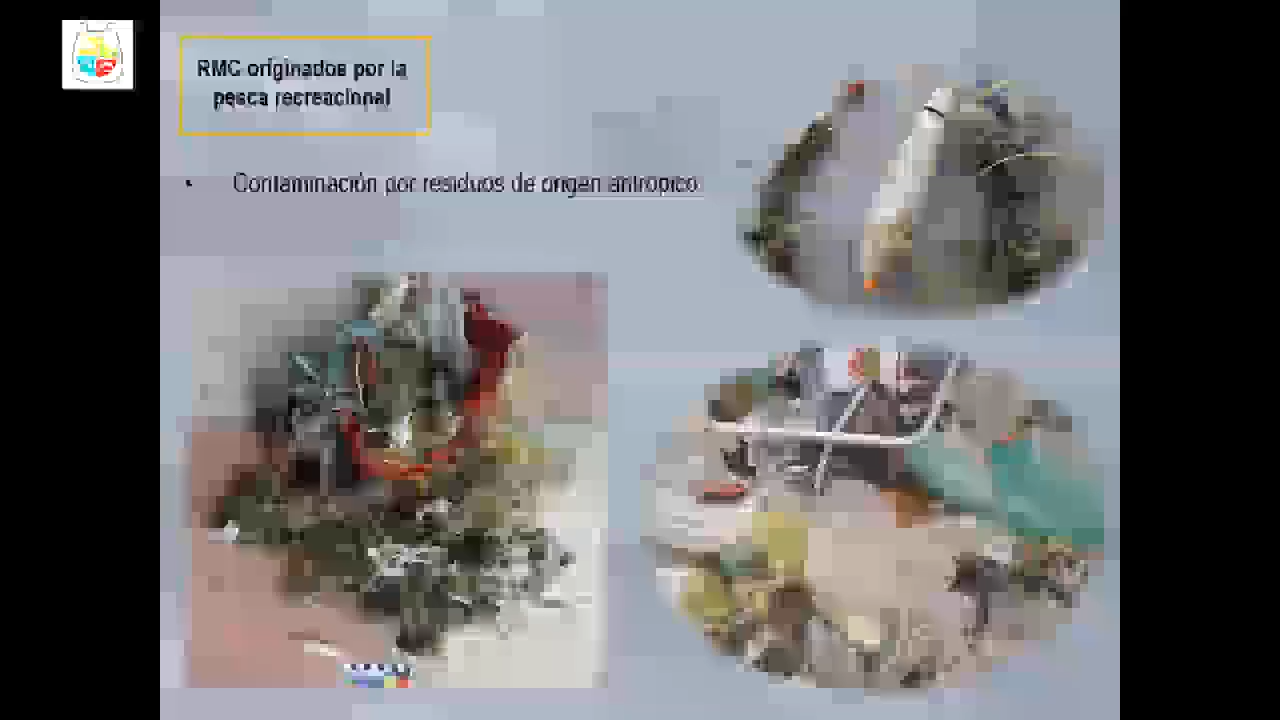 RMC originados por la
pesca recreacional
• Contaminación por residuos de origen antrópico